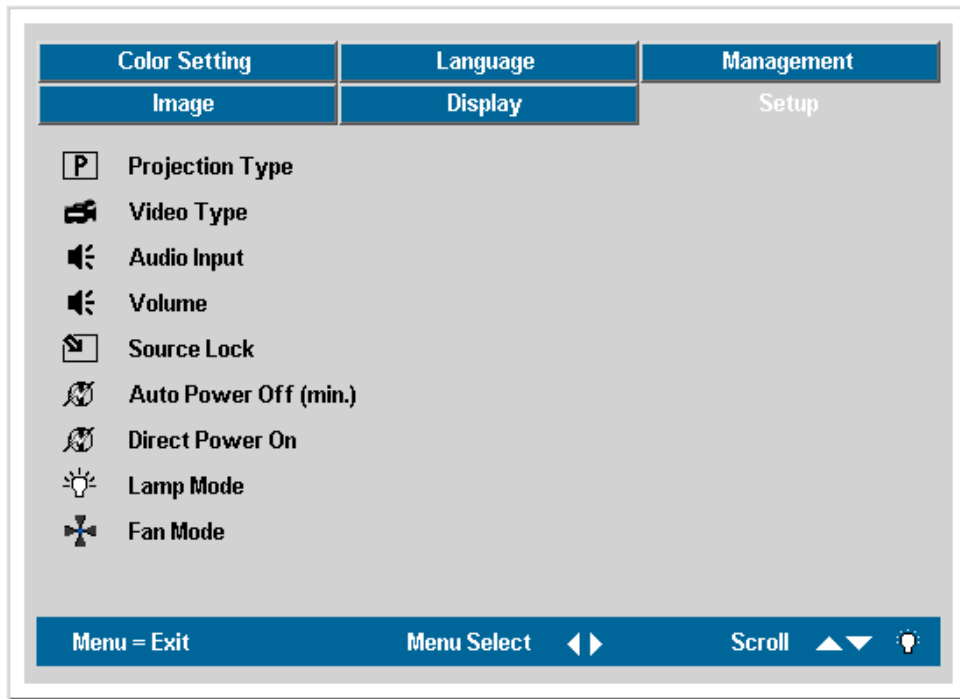 Color Setting Language Management
Image Display Setup
P Projection Type
Video Type
Audio Input
Volume
Source Lock
Auto Power Off (min.)
Direct Power On
Lamp Mode
Fan Mode
Menu = Exit Menu Select Scroll